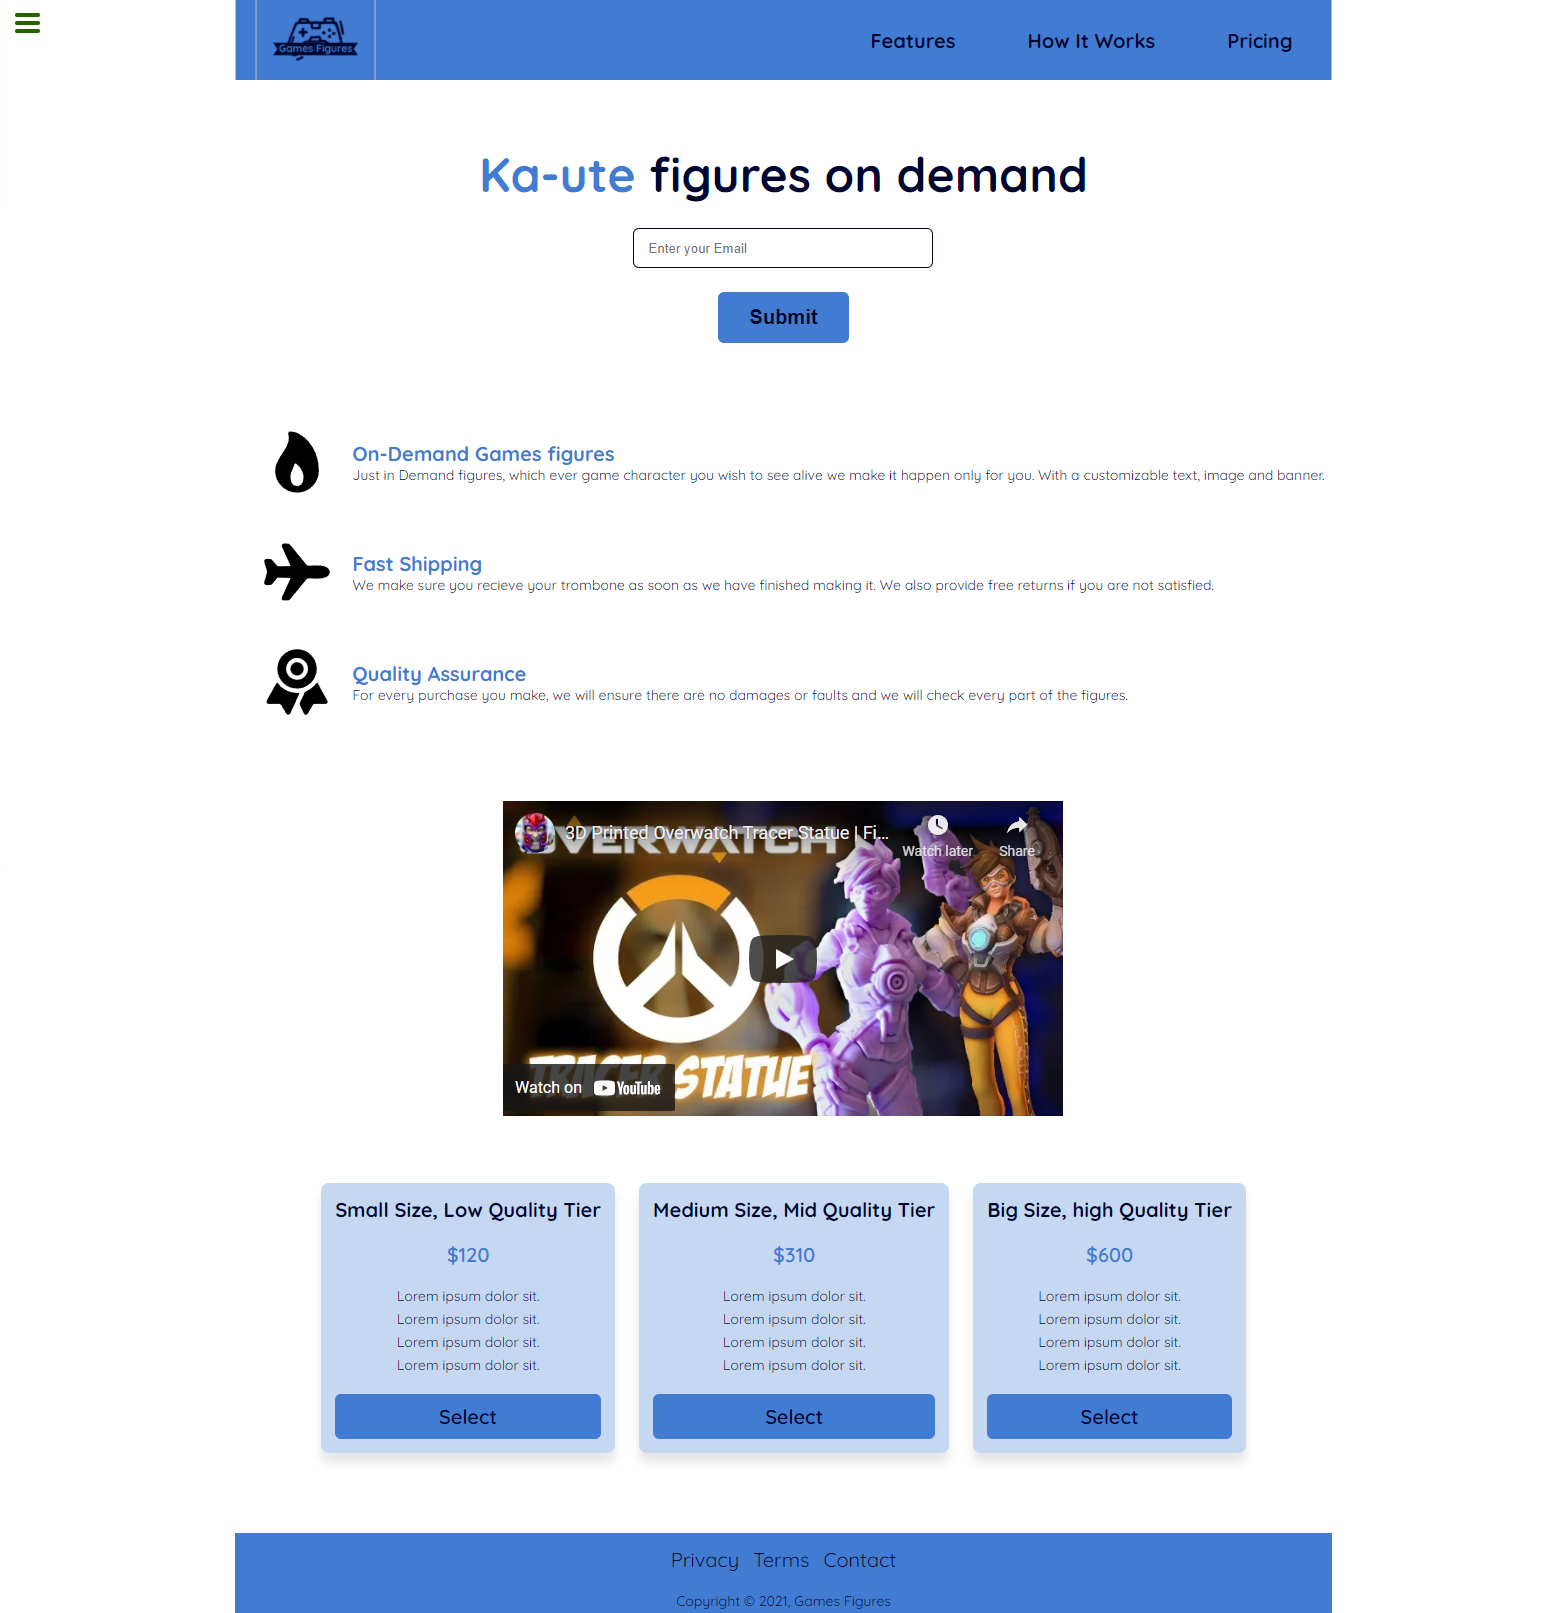 Games Figures
Features How It Works Pricing
Ka-ute figures on demand
Enter your Email
Submit
On-Demand Games figures
Just in Demand figures, which ever game character you wish to see alive we make it happen only for you. With a customizable text, image and banner.
Fast Shipping
We make sure you recieve your trombone as soon as we have finished making it. We also provide free returns if you are not satisfied.
Quality Assurance
For every purchase you make, we will ensure there are no damages or faults and we will check every part of the figures.
3D Printed Overwatch Tracer Statue | Fi...
Watch later
Share
OVERWATCH
TRACER STATUE
Watch on YouTube
Small Size, Low Quality Tier
$120
Lorem ipsum dolor sit.
Lorem ipsum dolor sit.
Lorem ipsum dolor sit.
Lorem ipsum dolor sit.
Select
Medium Size, Mid Quality Tier
$310
Lorem ipsum dolor sit.
Lorem ipsum dolor sit.
Lorem ipsum dolor sit.
Lorem ipsum dolor sit.
Select
Big Size, high Quality Tier
$600
Lorem ipsum dolor sit.
Lorem ipsum dolor sit.
Lorem ipsum dolor sit.
Lorem ipsum dolor sit.
Select
Privacy Terms Contact
Copyright © 2021, Games Figures